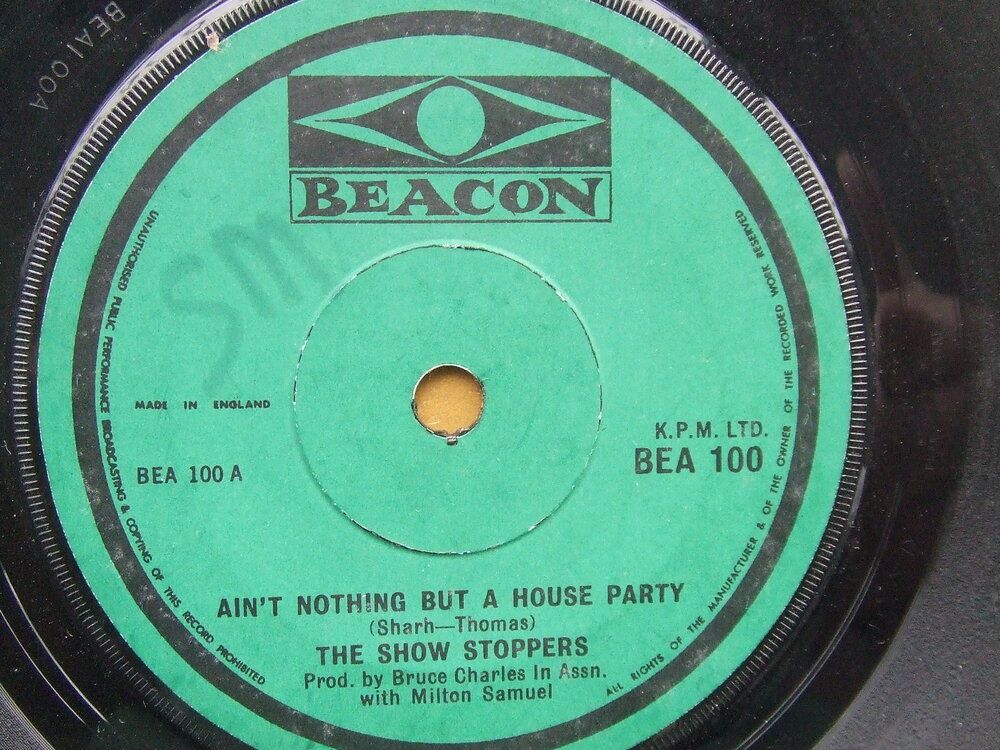 BEA100A
BEACON
SM
UNAUTHORISED PUBLIC PERFORMANCE BROADCASTING & COPYING OF THIS RECORD PROHIBITED
ALL RIGHTS OF THE MANUFACTURER & OF THE OWNER OF THE RECORDED WORK RESERVED
MADE IN ENGLAND
BEA 100 A
K.P.M. LTD.
BEA 100
AIN'T NOTHING BUT A HOUSE PARTY
(Sharh—Thomas)
THE SHOW STOPPERS
Prod. by Bruce Charles In Assn.
with Milton Samuel